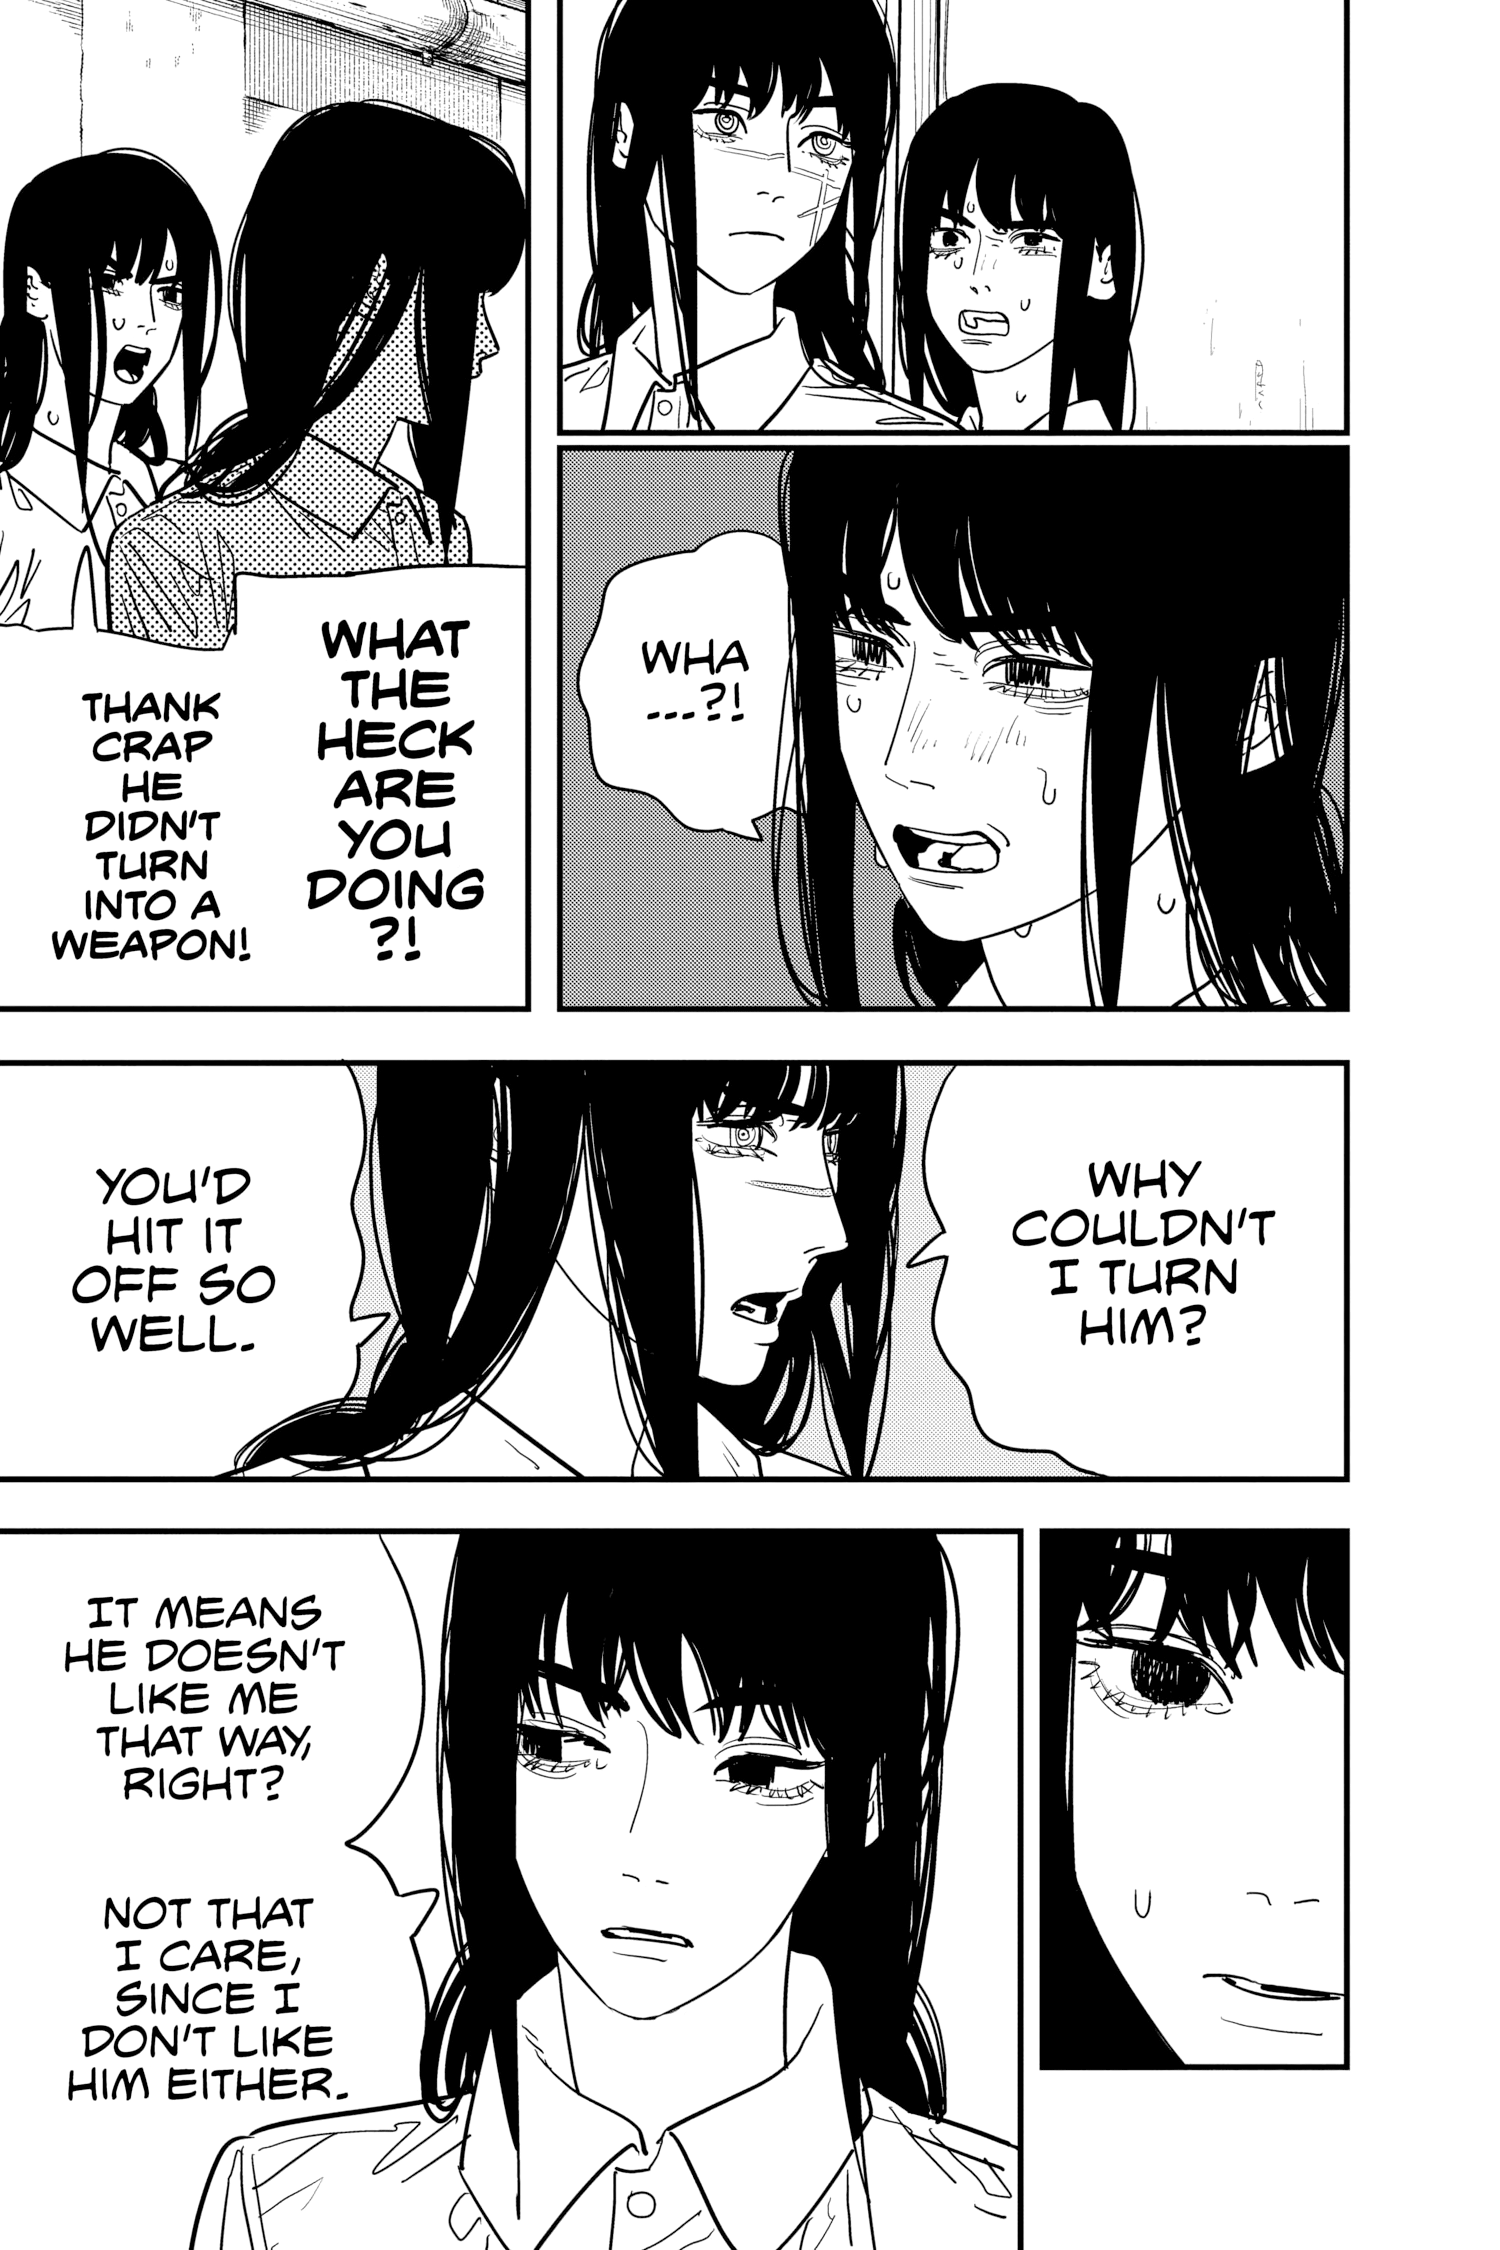 WHA
...?!
WHAT
THE
HECK
ARE
YOU
DOING
?!
THANK
CRAP
HE
DIDN'T
TURN
INTO A
WEAPON!
WHY
COULDN'T
I TURN
HIM?
YOU'D
HIT IT
OFF SO
WELL.
IT MEANS
HE DOESN'T
LIKE ME
THAT WAY,
RIGHT?
NOT THAT
I CARE,
SINCE I
DON'T LIKE
HIM EITHER.